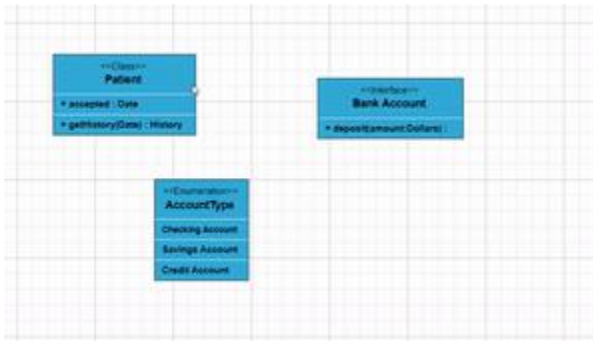 <<Class>>
Patient
+ accepted : Date
+ getHistory(Date) : History
<<Interface>>
Bank Account
+ deposit(amount:Dollars) :
<<Enumeration>>
AccountType
Checking Account
Savings Account
Credit Account